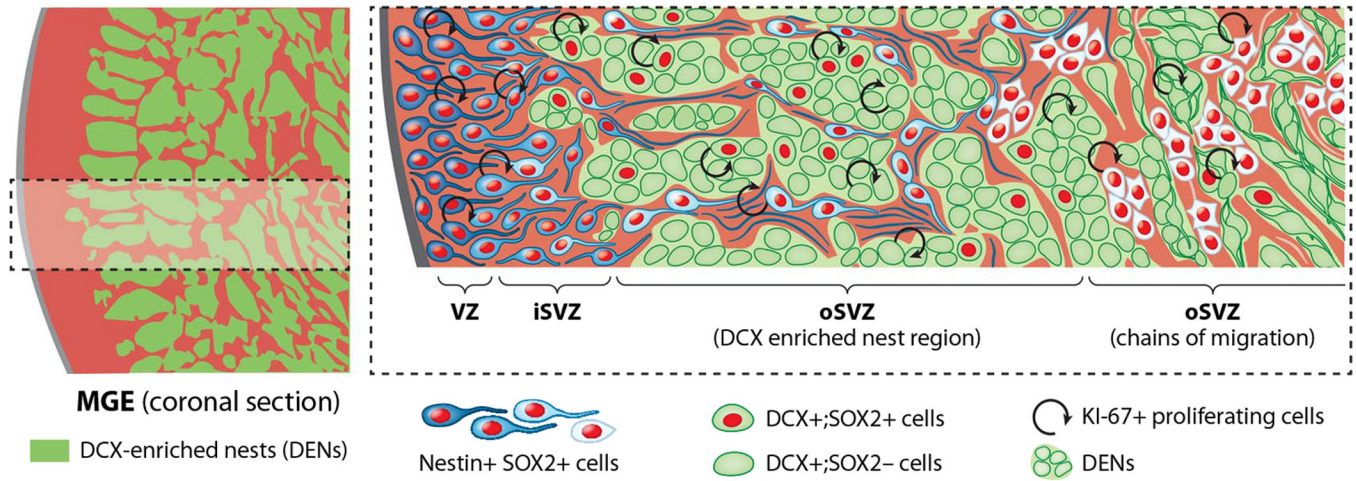 VZ
iSVZ
oSVZ
(DCX enriched nest region)
oSVZ
(chains of migration)
MGE (coronal section)
DCX-enriched nests (DENs)
Nestin+ SOX2+ cells
DCX+;SOX2+ cells
DCX+;SOX2– cells
KI-67+ proliferating cells
DENs